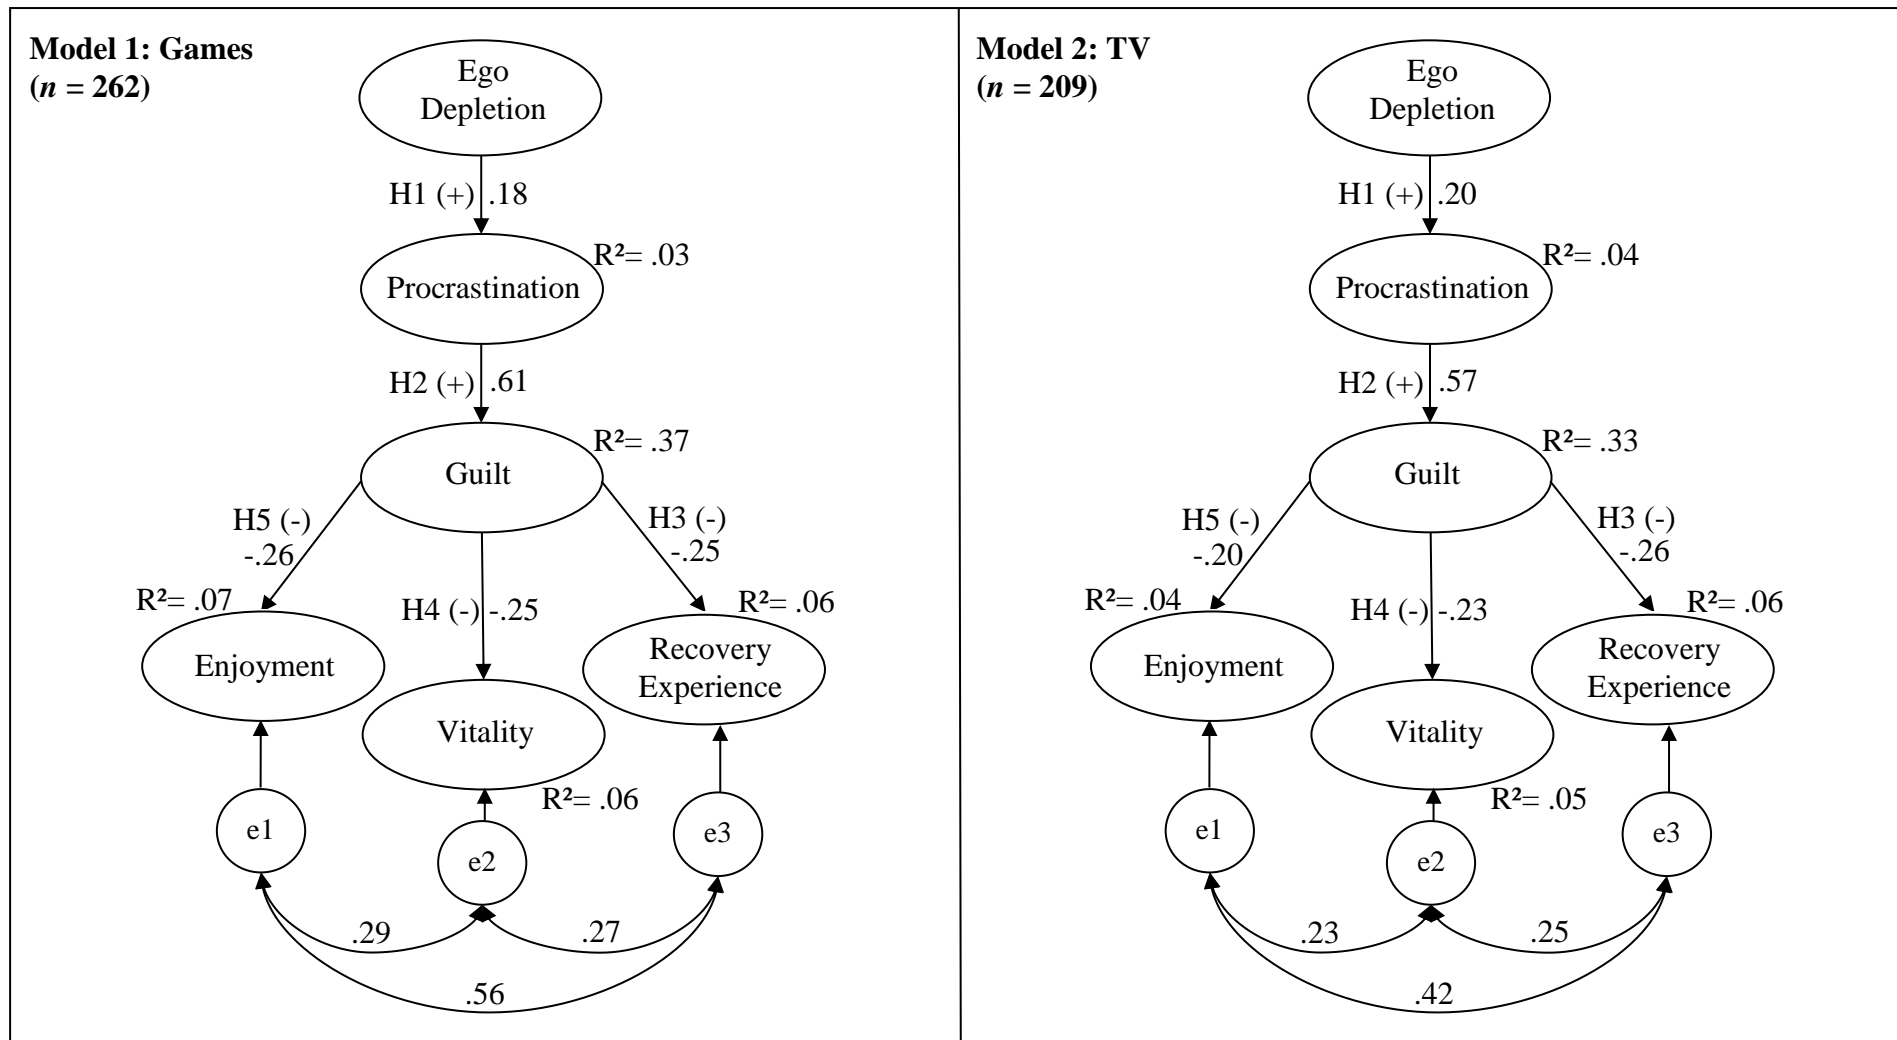 Model 1: Games
(n = 262)
Ego
Depletion
H1 (+) .18
R²= .03
Procrastination
H2 (+) .61
R²= .37
Guilt
H5 (-)
-.26
H3 (-)
-.25
R²= .07
H4 (-) -.25
R²= .06
Enjoyment
Recovery
Experience
Vitality
R²= .06
e1
e2
e3
.29
.27
.56
Model 2: TV
(n = 209)
Ego
Depletion
H1 (+) .20
R²= .04
Procrastination
H2 (+) .57
R²= .33
Guilt
H5 (-)
-.20
H3 (-)
-.26
R²= .04
H4 (-) -.23
R²= .06
Enjoyment
Recovery
Experience
Vitality
R²= .05
e1
e2
e3
.23
.25
.42